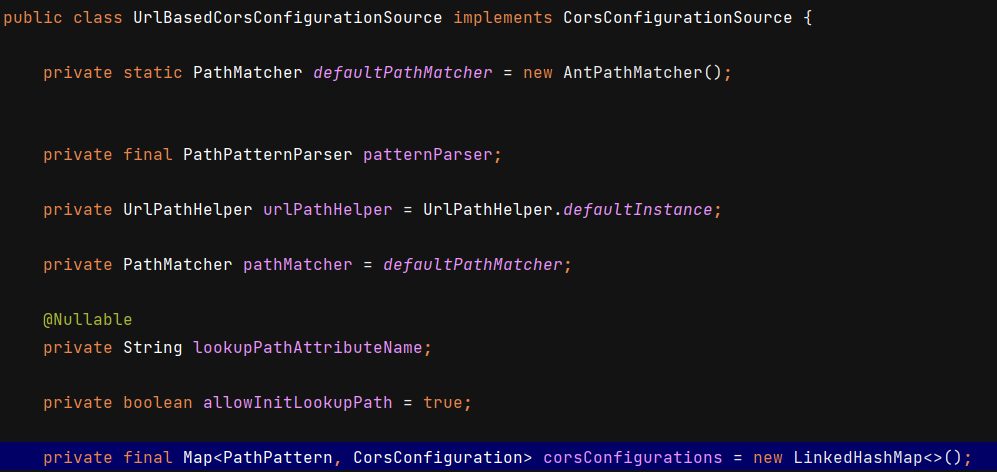 public class UrlBasedCorsConfigurationSource implements CorsConfigurationSource {
private static PathMatcher defaultPathMatcher = new AntPathMatcher();
private final PathPatternParser patternParser;
private UrlPathHelper urlPathHelper = UrlPathHelper.defaultInstance;
private PathMatcher pathMatcher = defaultPathMatcher;
@Nullable
private String lookupPathAttributeName;
private boolean allowInitLookupPath = true;
private final Map<PathPattern, CorsConfiguration> corsConfigurations = new LinkedHashMap<>();